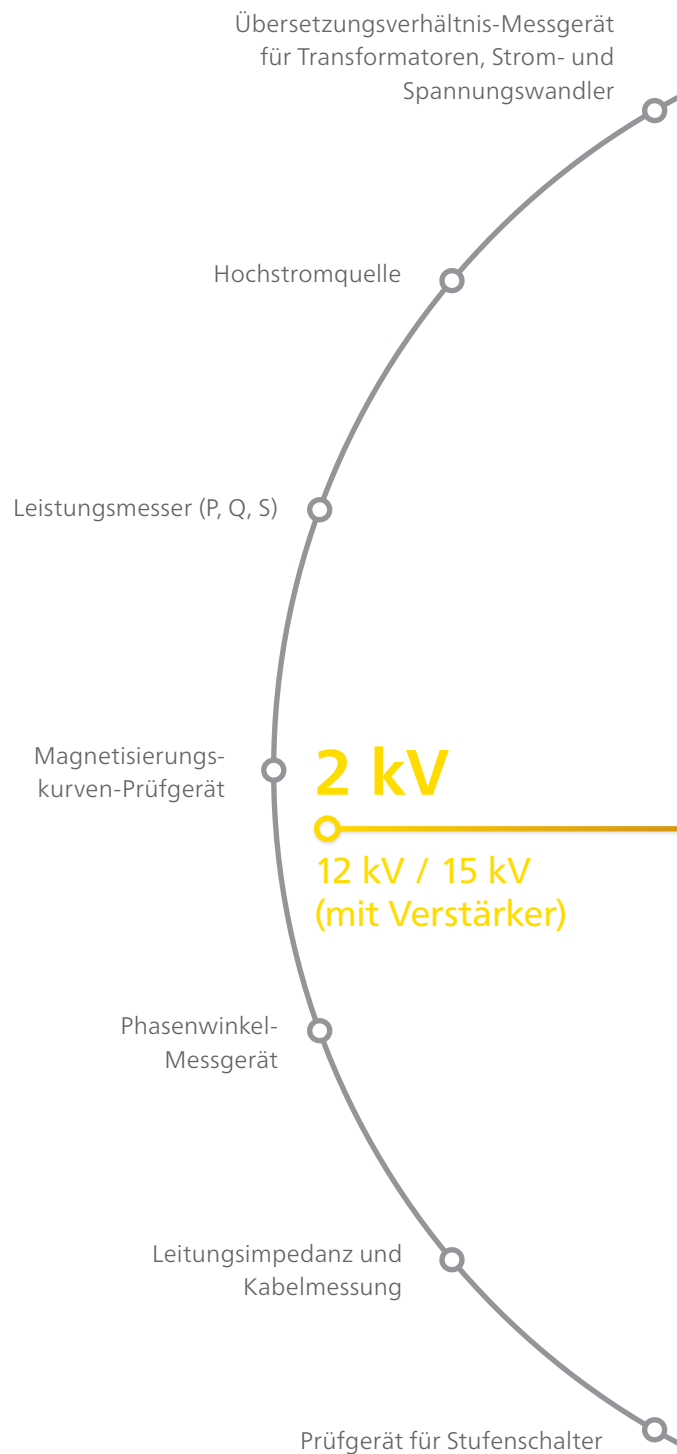 Übersetzungsverhältnis-Messgerät
für Transformatoren, Strom- und
Spannungswandler
Hochstromquelle
Leistungsmesser (P, Q, S)
Magnetisierungs-
kurven-Prüfgerät
2 kV
12 kV / 15 kV
(mit Verstärker)
Phasenwinkel-
Messgerät
Leitungsimpedanz und
Kabelmessung
Prüfgerät für Stufenschalter